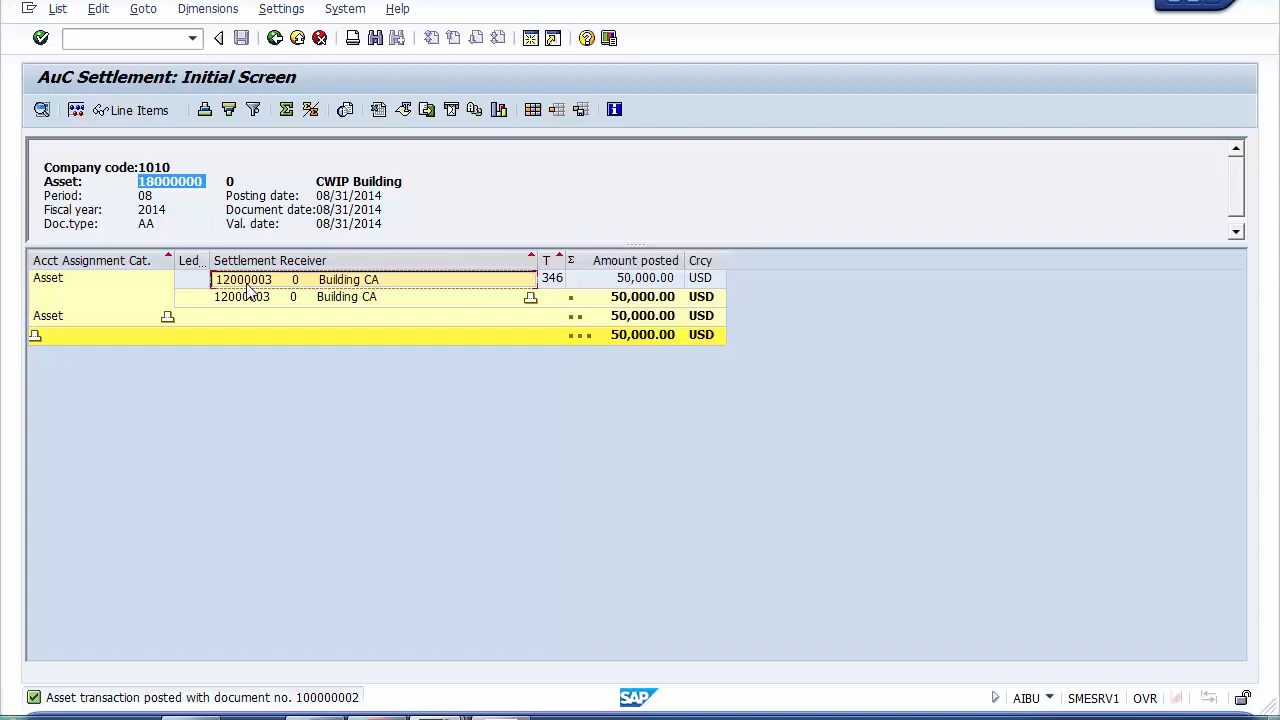 List Edit Goto Dimensions Settings System Help
AuC Settlement: Initial Screen
Line Items
Company code:1010
Asset: 18000000 0 CWIP Building
Period: 08 Posting date: 08/31/2014
Fiscal year: 2014 Document date:08/31/2014
Doc.type: AA Val. date: 08/31/2014
Acct Assignment Cat. Led... Settlement Receiver T Σ Amount posted Crcy
Asset 12000003 0 Building CA 346 50,000.00 USD
12000003 0 Building CA 50,000.00 USD
Asset 50,000.00 USD
50,000.00 USD
Asset transaction posted with document no. 100000002
SAP
AIBU SMESRV1 OVR